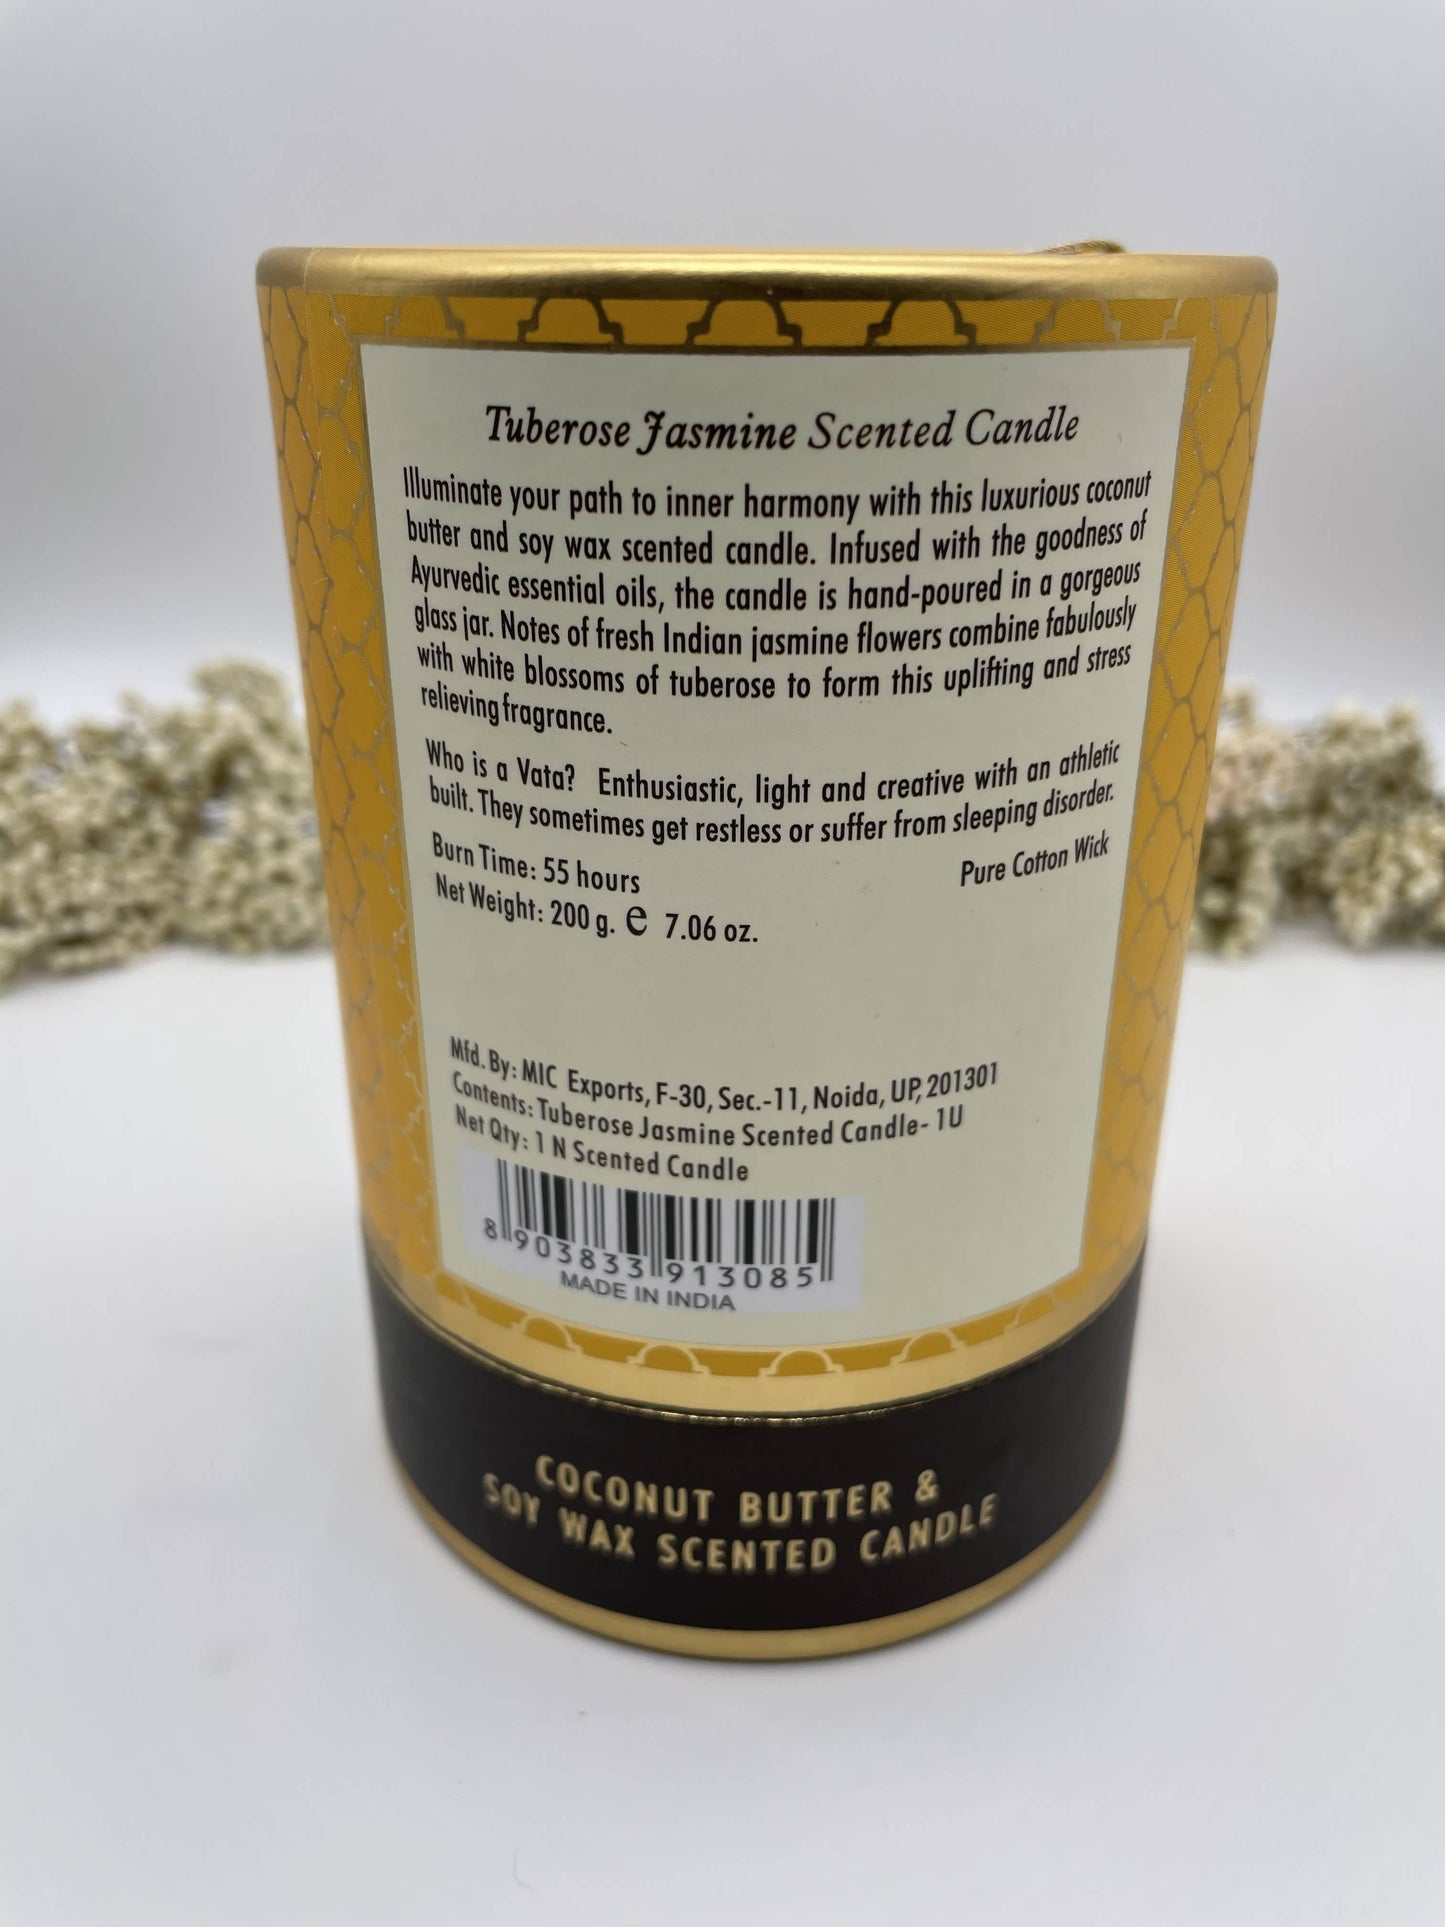 Tuberose Jasmine Scented Candle
Illuminate your path to inner harmony with this luxurious coconut
butter and soy wax scented candle. Infused with the goodness of
Ayurvedic essential oils, the candle is hand-poured in a gorgeous
glass jar. Notes of fresh Indian jasmine flowers combine fabulously
with white blossoms of tuberose to form this uplifting and stress
relieving fragrance.
Who is a Vata? Enthusiastic, light and creative with an athletic
built. They sometimes get restless or suffer from sleeping disorder.
Burn Time: 55 hours
Pure Cotton Wick
Net Weight: 200 g. e 7.06 oz.
Mfd. By: MIC Exports, F-30, Sec.-11, Noida, UP, 201301
Contents: Tuberose Jasmine Scented Candle- 1U
Net Qty: 1 N Scented Candle
8 903833 913085
MADE IN INDIA
COCONUT BUTTER &
SOY WAX SCENTED CANDLE